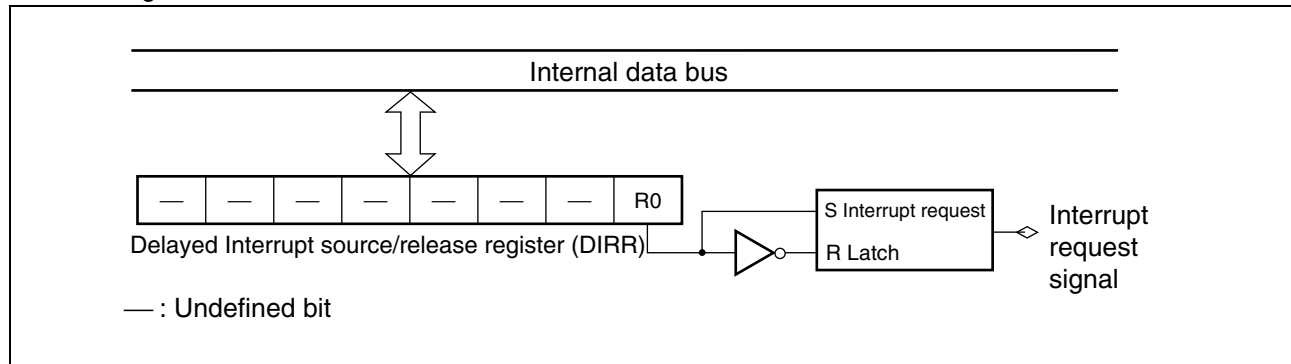 Internal data bus
— — — — — — — R0
Delayed Interrupt source/release register (DIRR)
S Interrupt request
R Latch
Interrupt
request
signal
— : Undefined bit